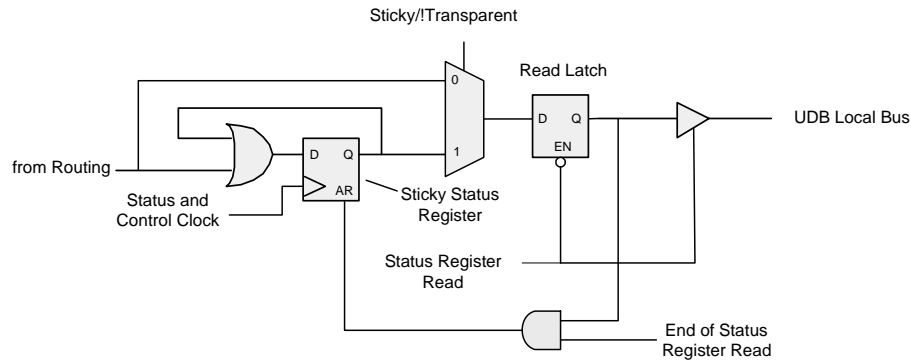 Sticky/!Transparent
Read Latch
0
D Q
UDB Local Bus
EN
D Q
1
from Routing
AR
Sticky Status
Register
Status and
Control Clock
Status Register
Read
End of Status
Register Read